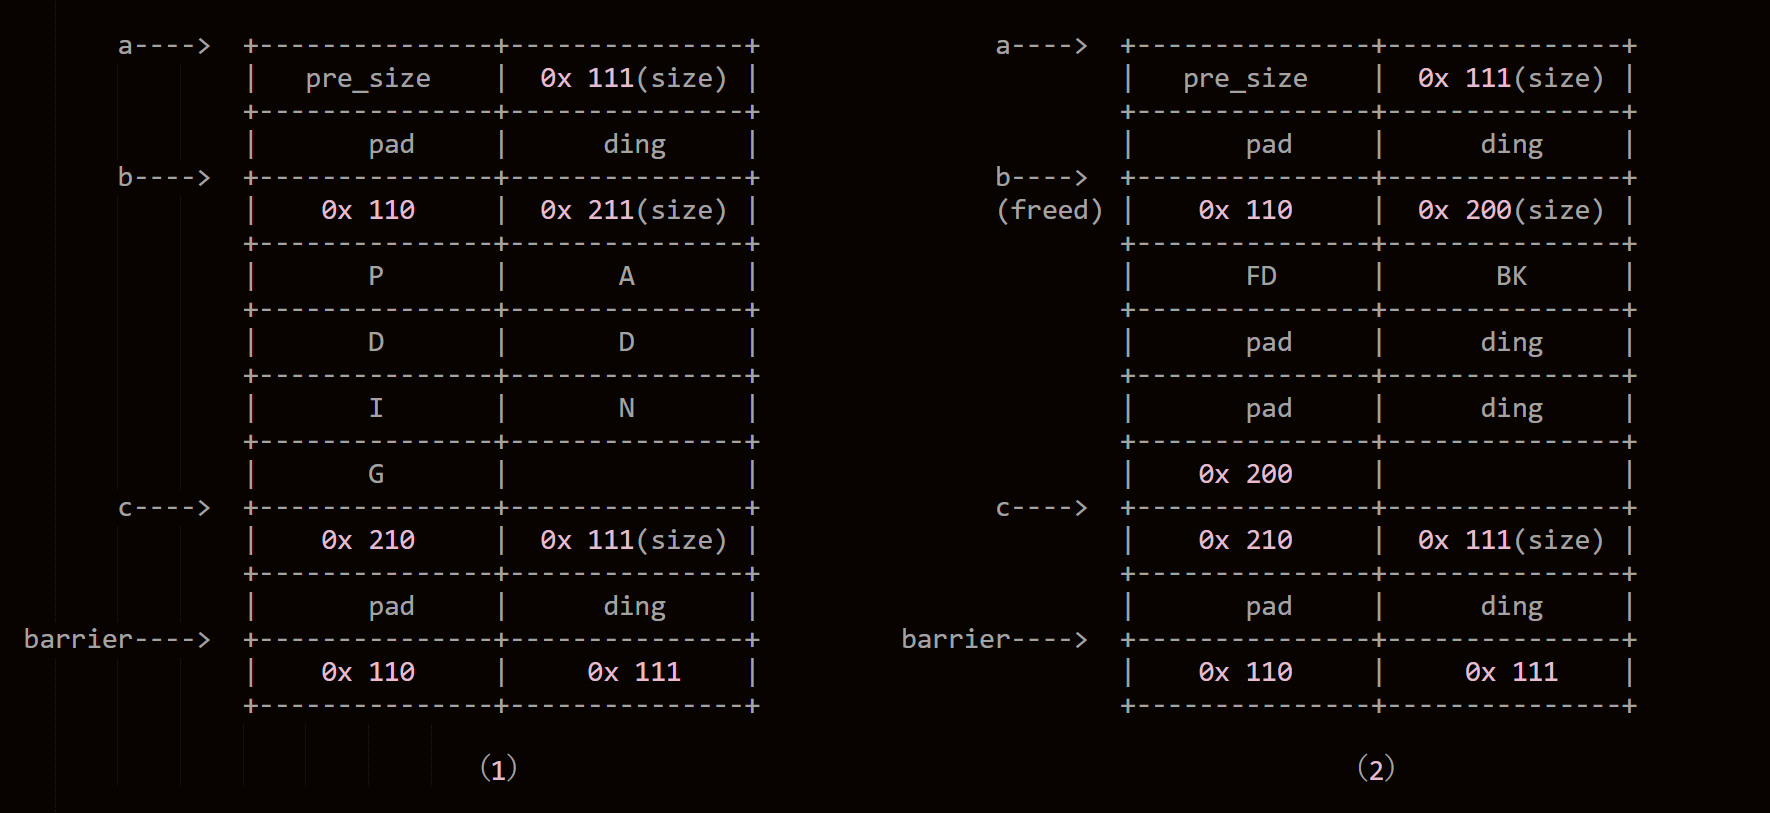 a----> +---------------+---------------+ a----> +---------------+---------------+
| pre_size | 0x 111(size) | | pre_size | 0x 111(size) |
+---------------+---------------+ +---------------+---------------+
| pad | ding | | pad | ding |
b----> +---------------+---------------+ b----> +---------------+---------------+
| 0x 110 | 0x 211(size) | (freed) | 0x 110 | 0x 200(size) |
+---------------+---------------+ +---------------+---------------+
| P | A | | FD | BK |
+---------------+---------------+ +---------------+---------------+
| D | D | | pad | ding |
+---------------+---------------+ +---------------+---------------+
| I | N | | pad | ding |
+---------------+---------------+ +---------------+---------------+
| G | | | 0x 200 | |
c----> +---------------+---------------+ c----> +---------------+---------------+
| 0x 210 | 0x 111(size) | | 0x 210 | 0x 111(size) |
+---------------+---------------+ +---------------+---------------+
| pad | ding | | pad | ding |
barrier----> +---------------+---------------+ barrier----> +---------------+---------------+
| 0x 110 | 0x 111 | | 0x 110 | 0x 111 |
+---------------+---------------+ +---------------+---------------+
（1） （2）